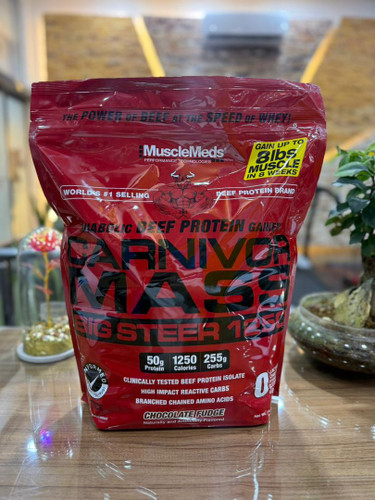 THE POWER OF BEEF AT THE SPEED OF WHEY!
MuscleMeds
PERFORMANCE TECHNOLOGIES
GAIN UP TO
8lbs.
MUSCLE
IN 8 WEEKS
WORLD'S #1 SELLING
BEEF PROTEIN BRAND
ANABOLIC BEEF PROTEIN GAINER
CARNIVOR
MASS
BIG STEER
50g
Protein
1250
Calories
255g
Carbs
CLINICALLY TESTED BEEF PROTEIN ISOLATE
HIGH IMPACT REACTIVE CARBS
BRANCHED CHAINED AMINO ACIDS
CHOCOLATE FUDGE
Naturally and Artificially Flavored